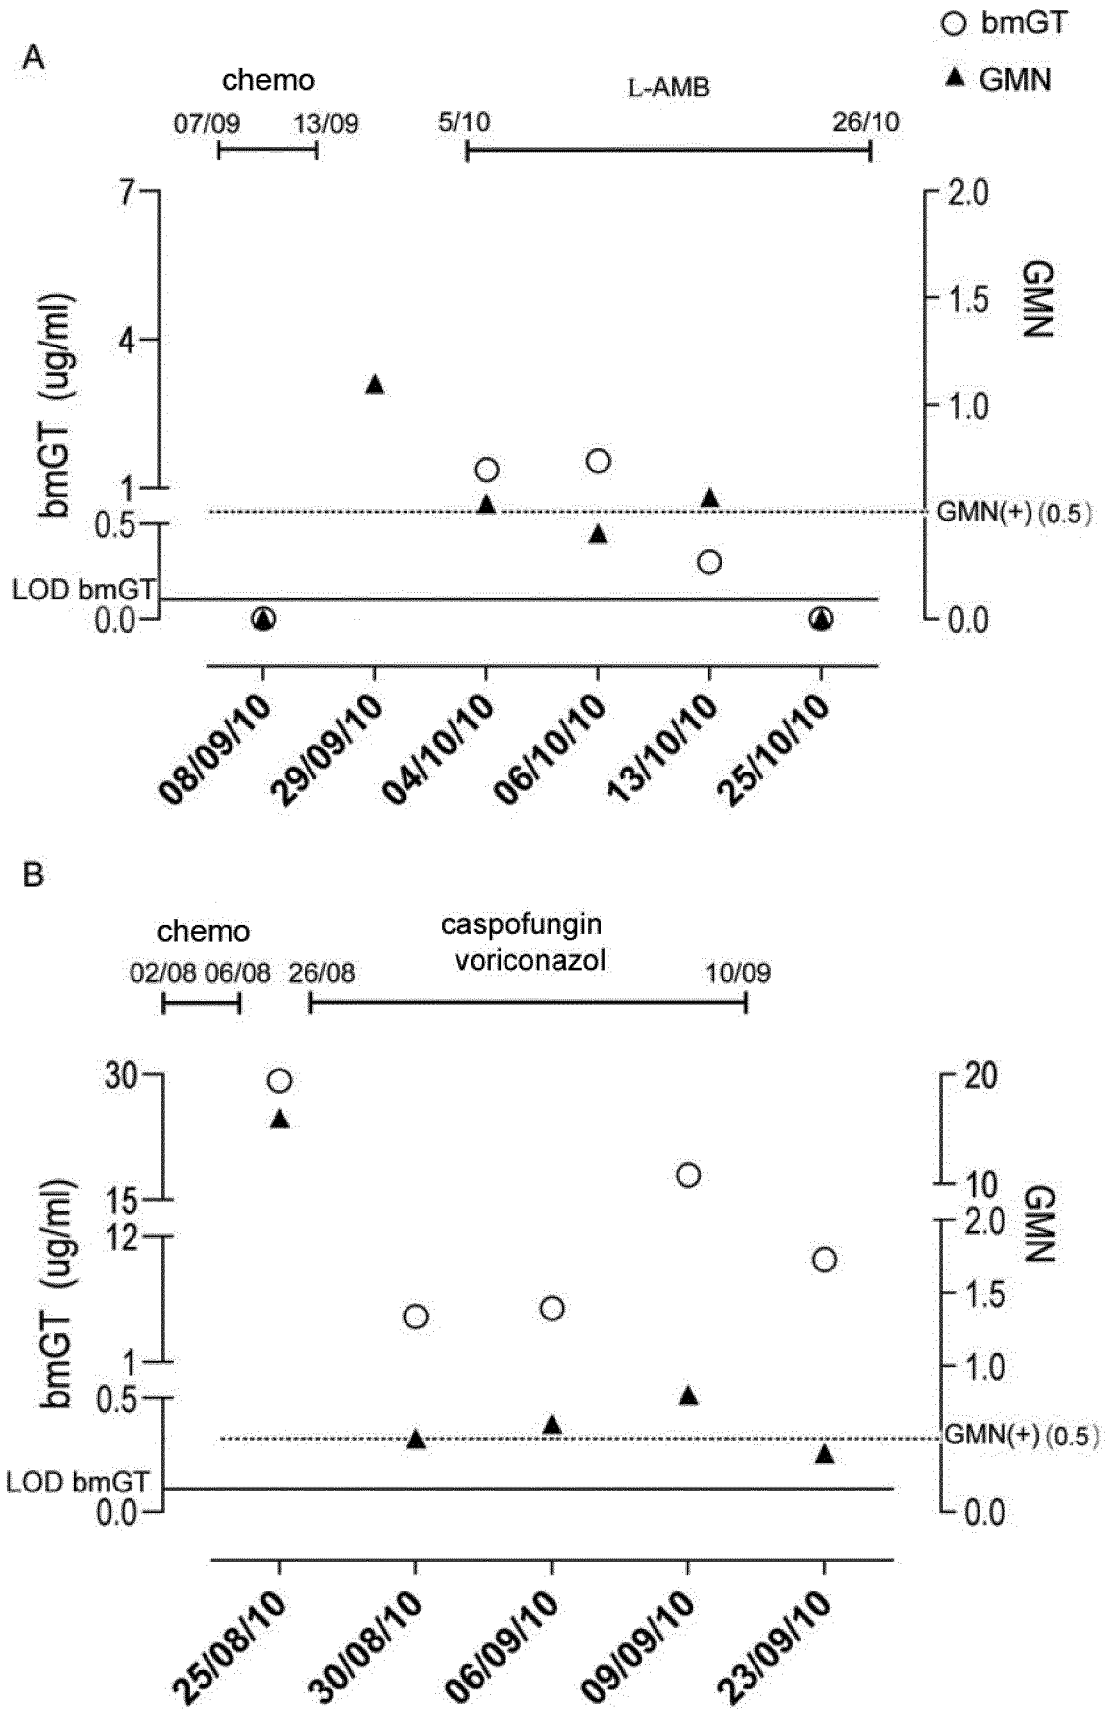 bmGT
GMN
A
chemo
L-AMB
07/09
13/09
5/10
26/10
7
4
1
0.5
0.0
bmGT (ug/ml)
LOD bmGT
2.0
1.5
1.0
GMN(+) (0.5)
0.0
GMN
08/09/10
29/09/10
04/10/10
06/10/10
13/10/10
25/10/10
B
chemo
caspofungin
voriconazol
02/08
06/08
26/08
10/09
30
15
12
1
0.5
0.0
bmGT (ug/ml)
LOD bmGT
20
10
2.0
1.5
1.0
GMN(+) (0.5)
0.0
GMN
25/08/10
30/08/10
06/09/10
09/09/10
23/09/10